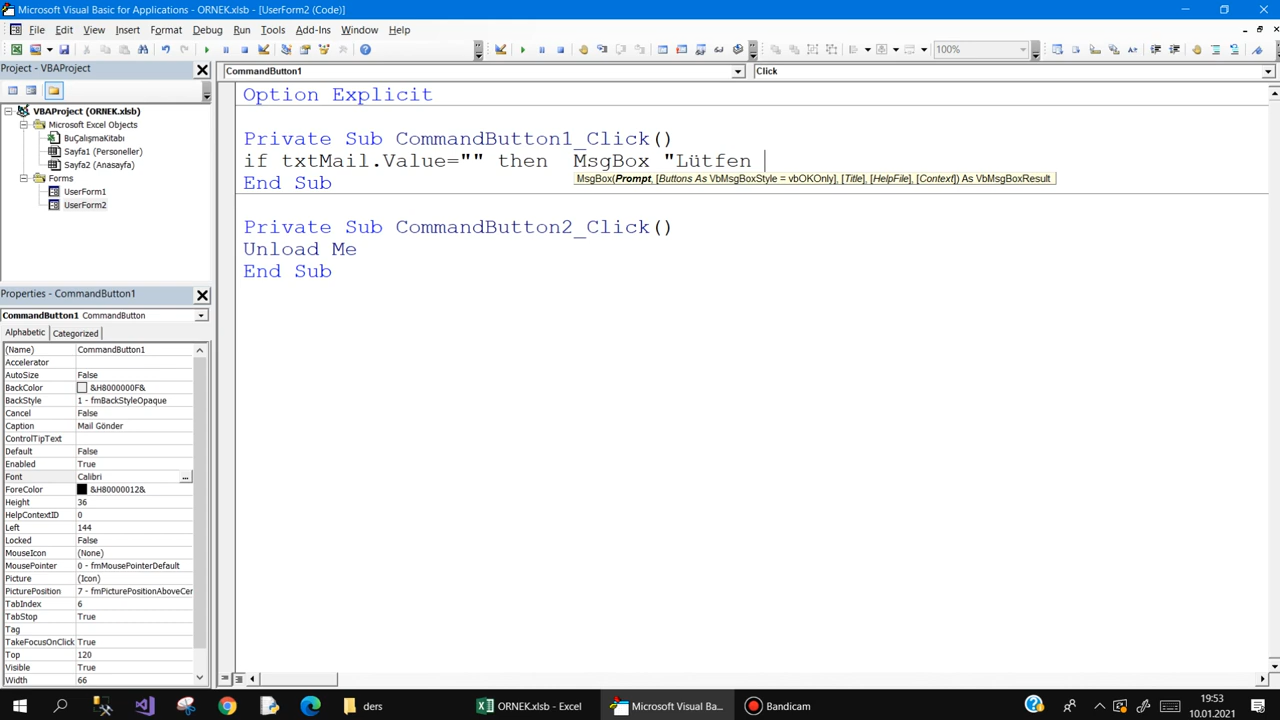 Microsoft Visual Basic for Applications - ORNEK.xlsb - [UserForm2 (Code)]
File Edit View Insert Format Debug Run Tools Add-Ins Window Help
100%
Project - VBAProject
CommandButton1
Click
VBAProject (ORNEK.xlsb)
Microsoft Excel Objects
BuÇalışmaKitabı
Sayfa1 (Personeller)
Sayfa2 (Anasayfa)
Forms
UserForm1
UserForm2
Option Explicit
Private Sub CommandButton1_Click()
if txtMail.Value="" then  MsgBox "Lütfen
MsgBox(Prompt, [Buttons As VbMsgBoxStyle = vbOKOnly], [Title], [HelpFile], [Context]) As VbMsgBoxResult
End Sub
Private Sub CommandButton2_Click()
Unload Me
End Sub
Properties - CommandButton1
CommandButton1 CommandButton
Alphabetic Categorized
(Name) CommandButton1
Accelerator
AutoSize False
BackColor &H8000000F&
BackStyle 1 - fmBackStyleOpaque
Cancel False
Caption Mail Gönder
ControlTipText
Default False
Enabled True
Font Calibri ...
ForeColor &H80000012&
Height 36
HelpContextID 0
Left 144
Locked False
MouseIcon (None)
MousePointer 0 - fmMousePointerDefault
Picture (Icon)
PicturePosition 7 - fmPicturePositionAboveCer
TabIndex 6
TabStop True
Tag
TakeFocusOnClick True
Top 120
Visible True
Width 66
ders
ORNEK.xlsb - Excel
Microsoft Visual Ba...
Bandicam
19:53
10.01.2021